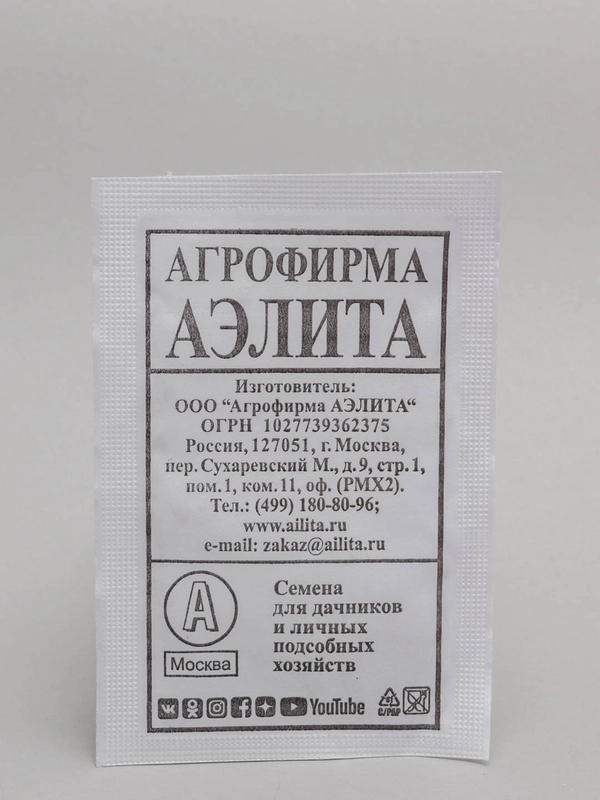 АГРОФИРМА
АЭЛИТА
Изготовитель:
ООО “Агрофирма АЭЛИТА“
ОГРН 1027739362375
Россия, 127051, г. Москва,
пер. Сухаревский М., д. 9, стр. 1,
пом. 1, ком. 11, оф. (РМХ2).
Тел.: (499) 180-80-96;
www.ailita.ru
e-mail: zakaz@ailita.ru
А
Москва
Семена
для дачников
и личных
подсобных
хозяйств
YouTube
C/PAP